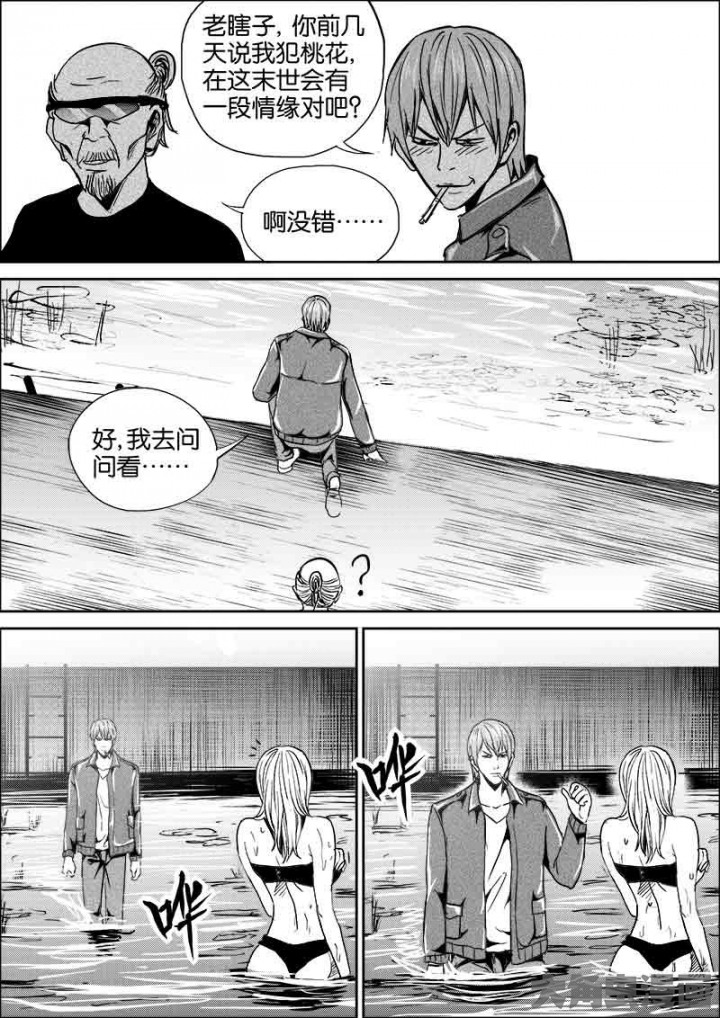 老瞎子,你前几
天说我犯桃花,
在这末世会有
一段情缘对吧?
啊没错……
好,我去问
问看……
?
哗
哗